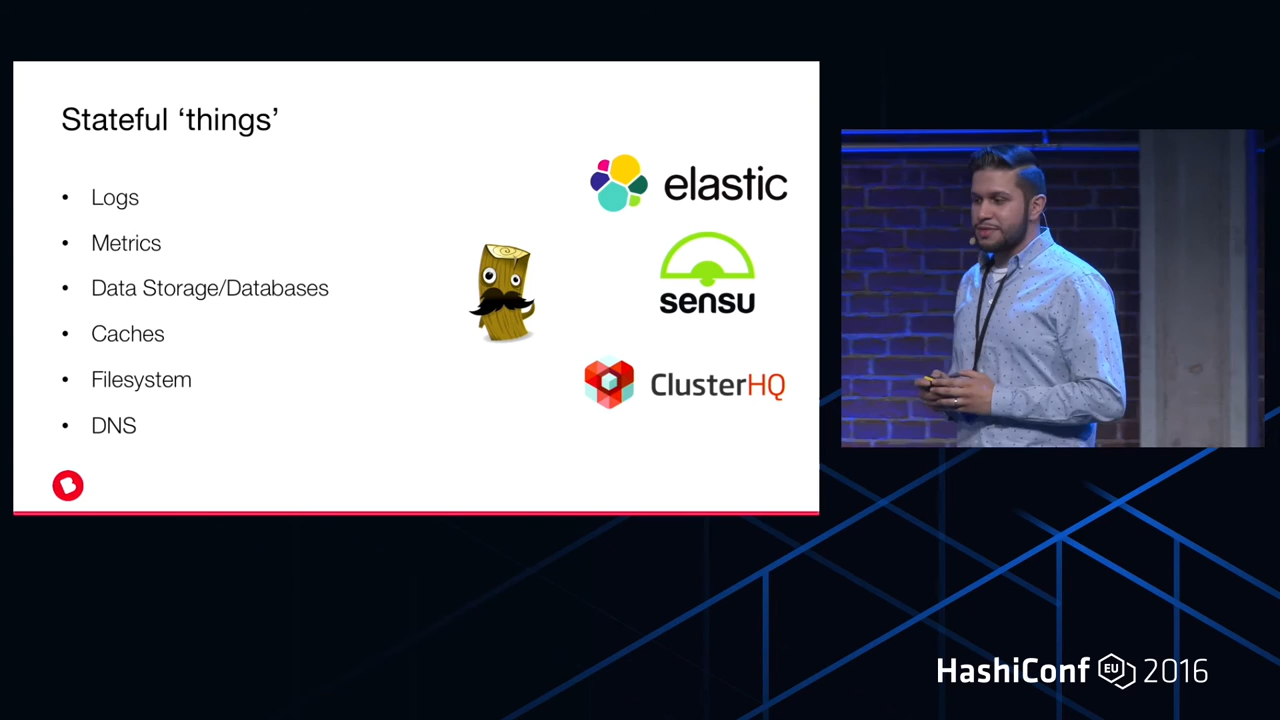 Stateful ‘things’
• Logs
• Metrics
• Data Storage/Databases
• Caches
• Filesystem
• DNS
elastic
sensu
ClusterHQ
HashiConf EU 2016